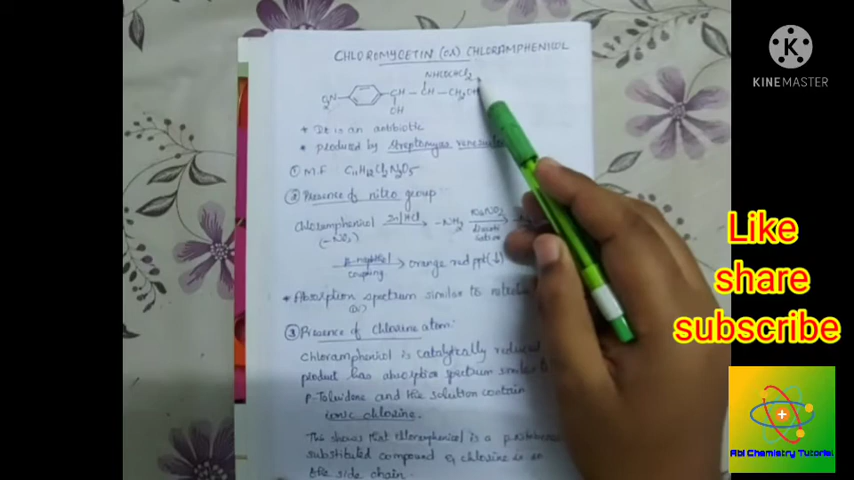 CHLOROMYCETIN (OR) CHLORAMPHENICOL
NHCOCHCl2
O2N CH — CH — CH2OH
OH
* It is an antibiotic
* produced by Streptomyces
① M.F C11H12Cl2N2O5
② Presence of nitro group
Chloramphenicol Sn/HCl -NH2 NaNO2
(-NO2) Diazoti
sation
β-naphthol orange red ppt (↓)
coupling
* Absorption spectrum similar to
③ Presence of chlorine atom:
Chloramphenicol is catalytically reduced
product has absorption spectrum similar to
P-Toluidine and the solution contain
ionic chlorine.
The shows that chloramphenicol is a
substituted compound & chlorine is in
the side chain.
K
KINEMASTER
Like
share
subscribe
Abi Chemistry Tutorial